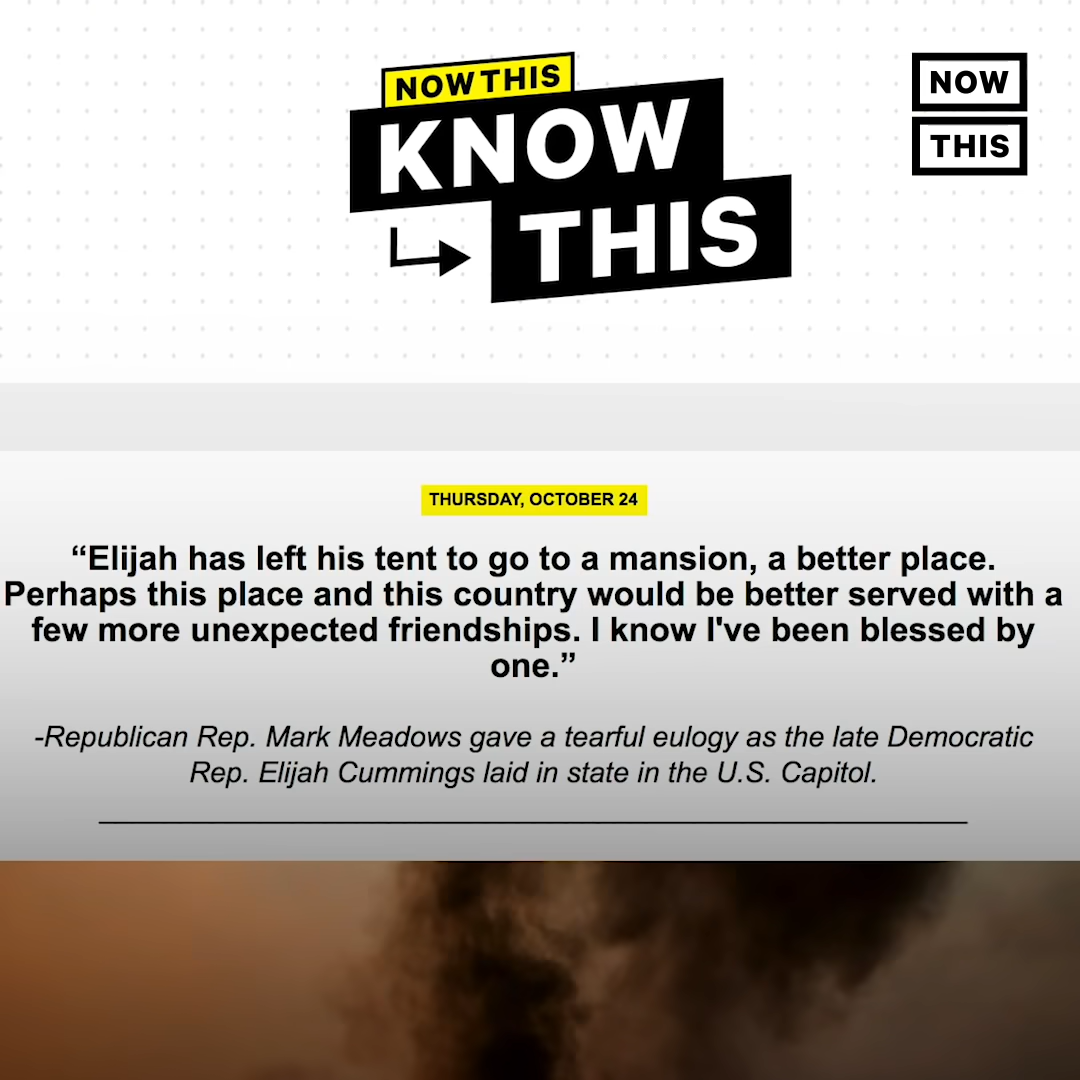 NOW THIS
KNOW
THIS
NOW
THIS
THURSDAY, OCTOBER 24
“Elijah has left his tent to go to a mansion, a better place.
Perhaps this place and this country would be better served with a
few more unexpected friendships. I know I've been blessed by
one.”
-Republican Rep. Mark Meadows gave a tearful eulogy as the late Democratic
Rep. Elijah Cummings laid in state in the U.S. Capitol.